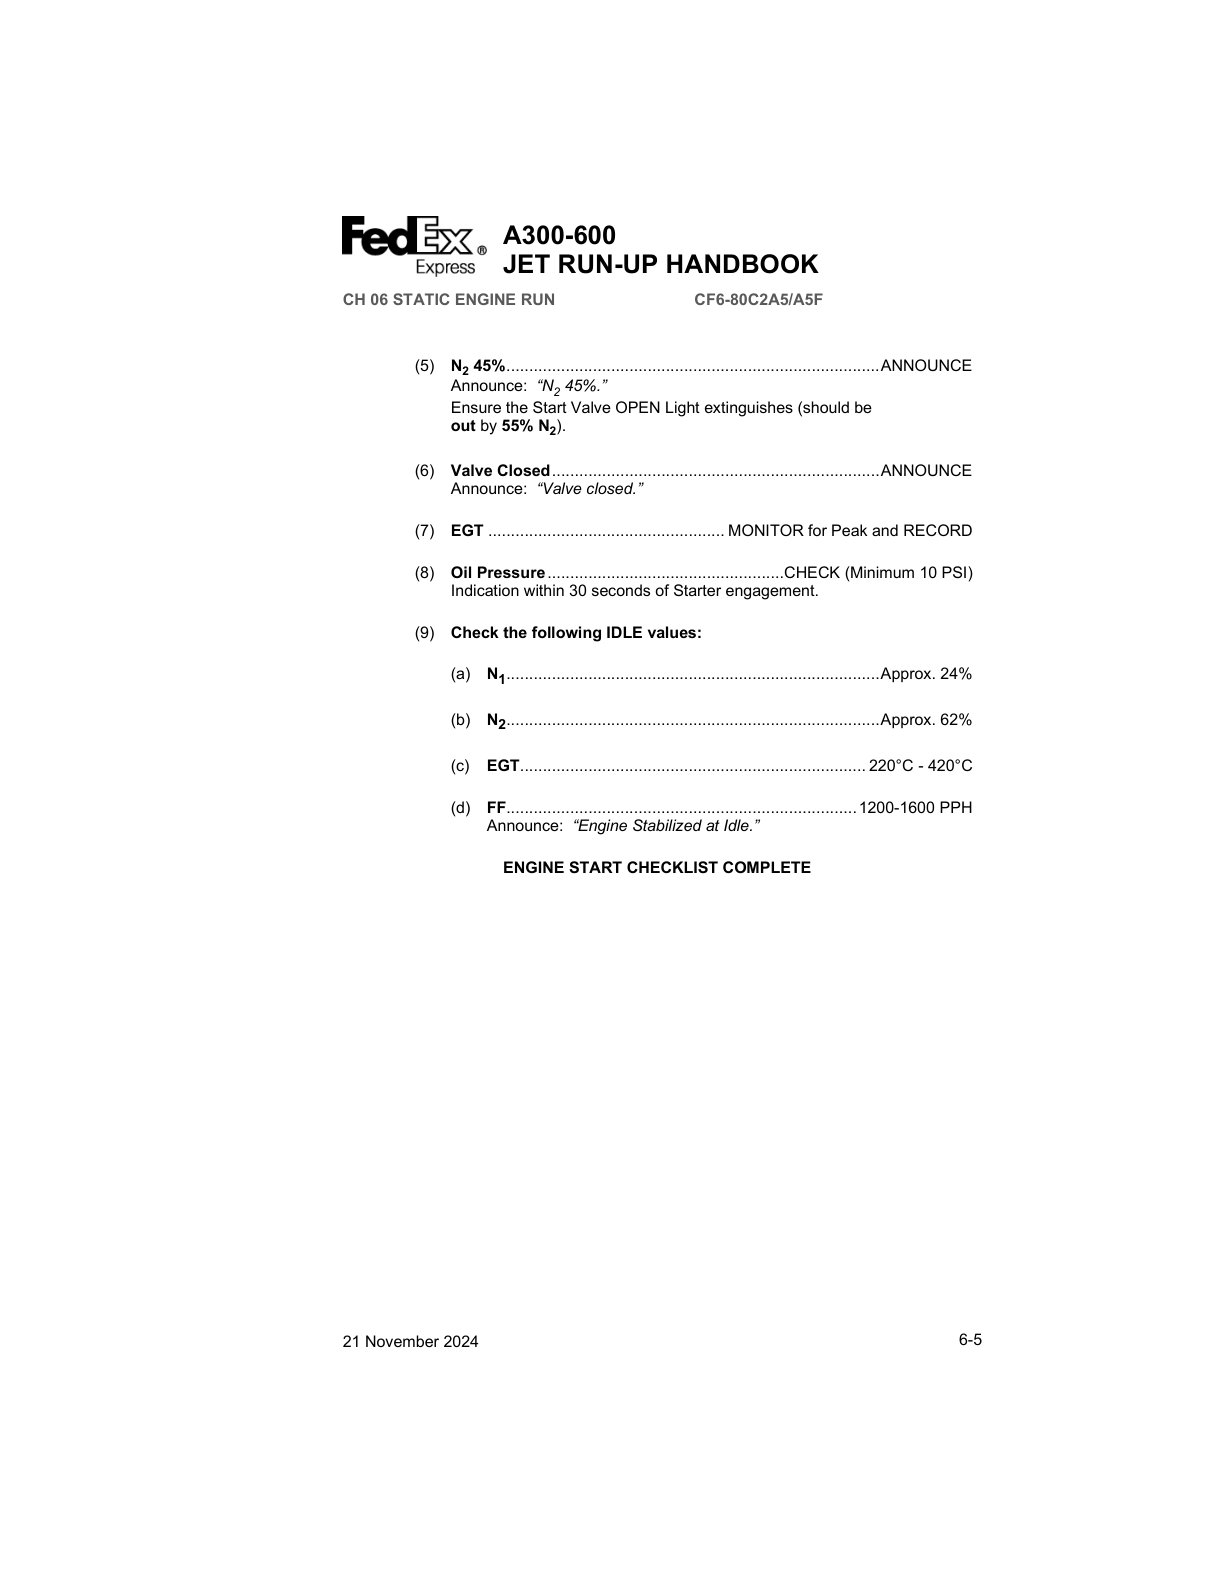 FedEx® Express
A300-600
JET RUN-UP HANDBOOK
CH 06 STATIC ENGINE RUN CF6-80C2A5/A5F
(5) N2 45%..................................................................................ANNOUNCE
Announce: “N2 45%.”
Ensure the Start Valve OPEN Light extinguishes (should be
out by 55% N2).
(6) Valve Closed........................................................................ANNOUNCE
Announce: “Valve closed.”
(7) EGT .................................................... MONITOR for Peak and RECORD
(8) Oil Pressure....................................................CHECK (Minimum 10 PSI)
Indication within 30 seconds of Starter engagement.
(9) Check the following IDLE values:
(a) N1..................................................................................Approx. 24%
(b) N2..................................................................................Approx. 62%
(c) EGT............................................................................ 220°C - 420°C
(d) FF.............................................................................1200-1600 PPH
Announce: “Engine Stabilized at Idle.”
ENGINE START CHECKLIST COMPLETE
21 November 2024 6-5